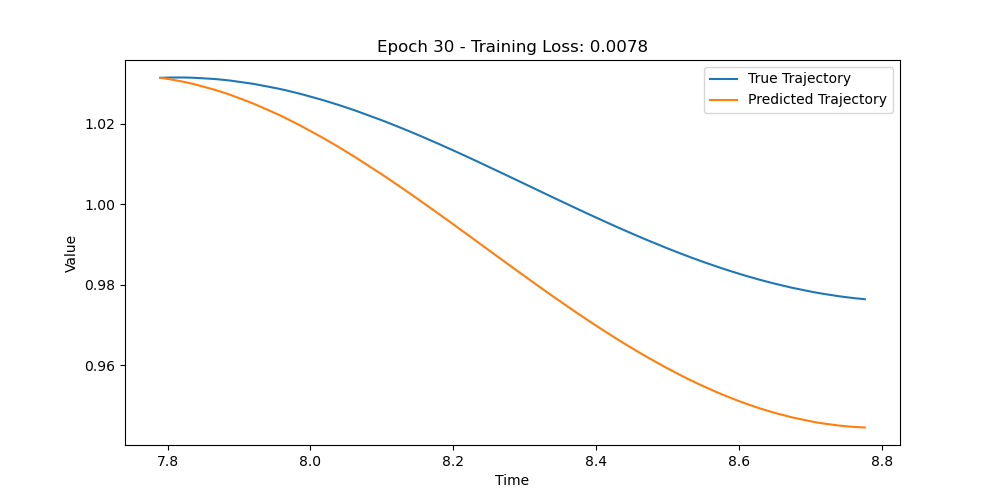 Epoch 30 - Training Loss: 0.0078
True Trajectory
Predicted Trajectory
Value
1.02
1.00
0.98
0.96
7.8 8.0 8.2 8.4 8.6 8.8
Time